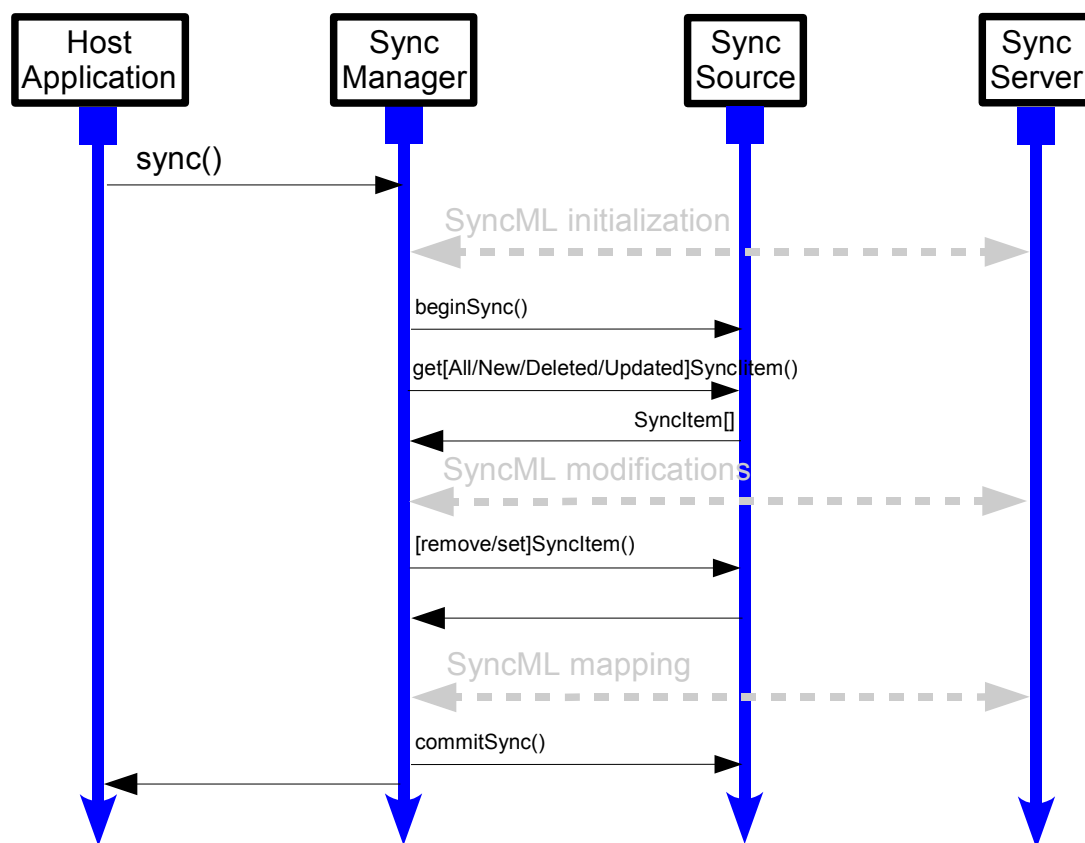 Host
Application
Sync
Manager
Sync
Source
Sync
Server
sync()
SyncML initialization
beginSync()
get[All/New/Deleted/Updated]SyncIitem()
SyncItem[]
SyncML modifications
[remove/set]SyncItem()
SyncML mapping
commitSync()